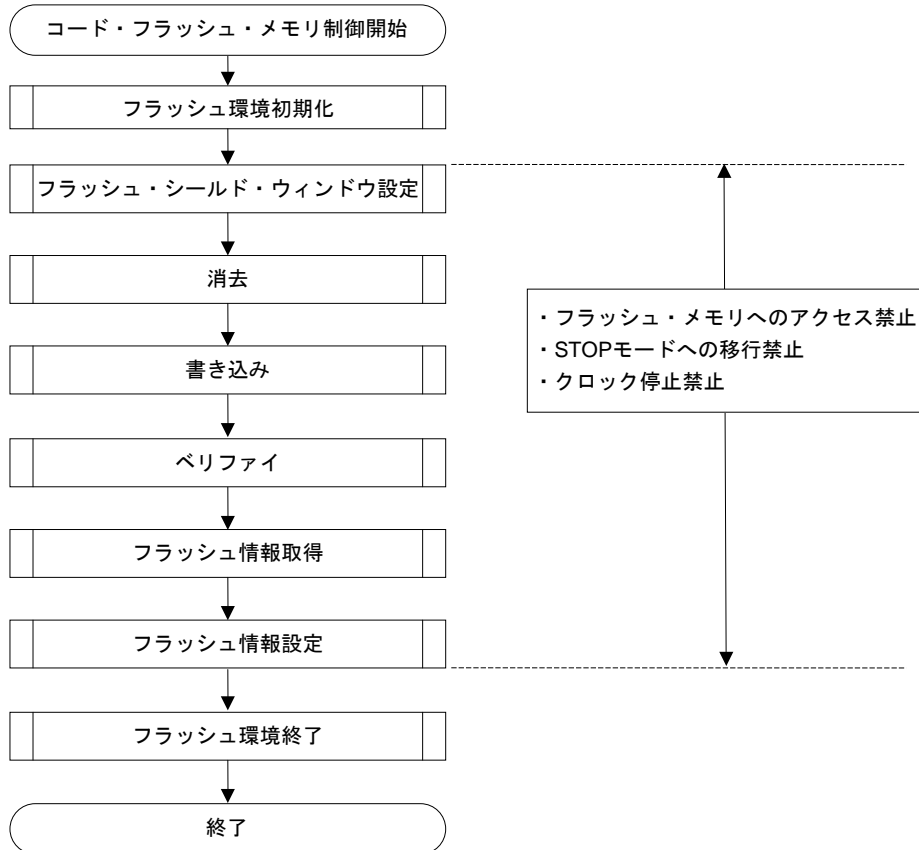 コード・フラッシュ・メモリ制御開始
フラッシュ環境初期化
フラッシュ・シールド・ウィンドウ設定
消去
書き込み
ベリファイ
フラッシュ情報取得
フラッシュ情報設定
フラッシュ環境終了
終了
・フラッシュ・メモリへのアクセス禁止
・STOPモードへの移行禁止
・クロック停止禁止